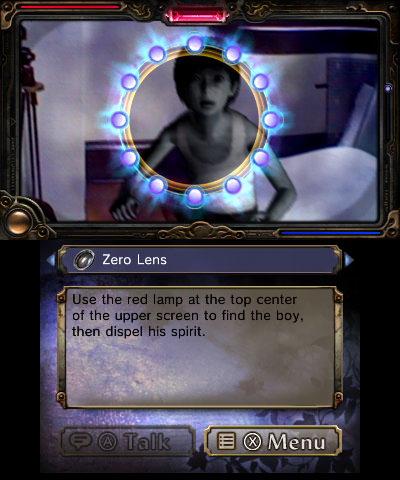 Zero Lens
Use the red lamp at the top center
of the upper screen to find the boy,
then dispel his spirit.
A Talk
X Menu